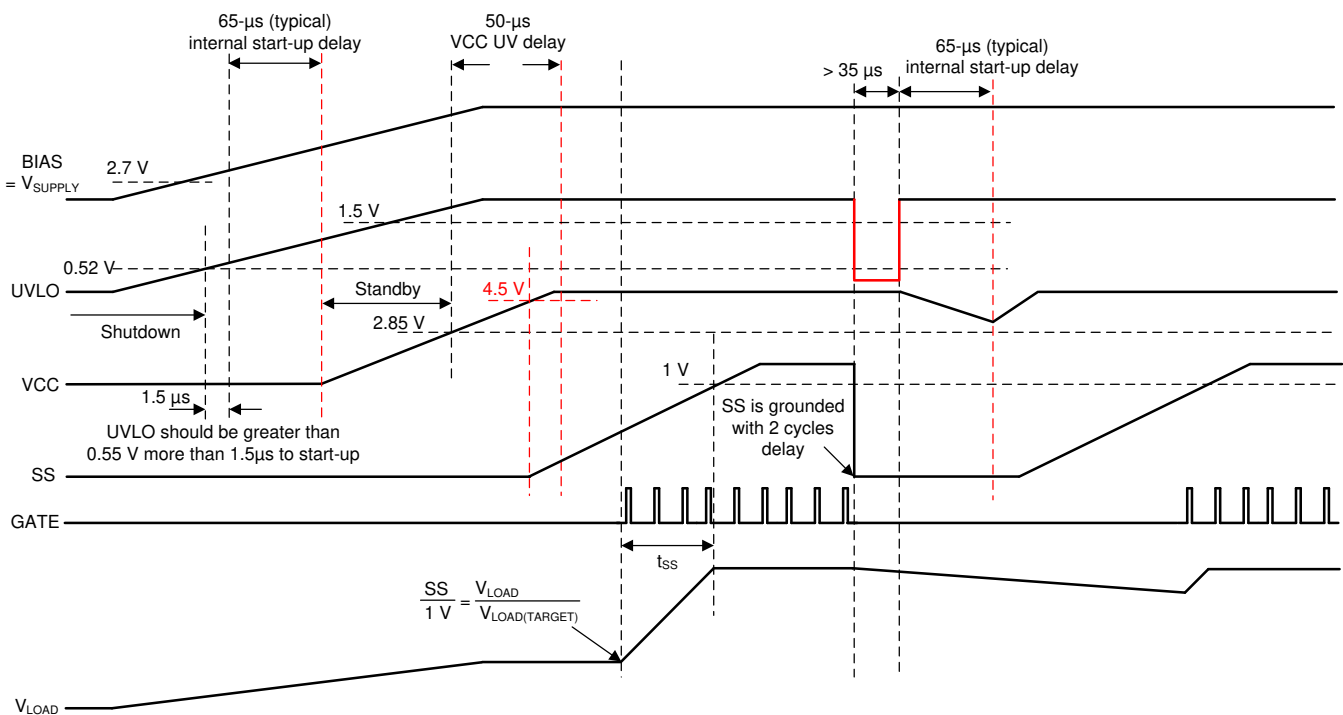 65-µs (typical)
internal start-up delay
50-µs
VCC UV delay
65-µs (typical)
internal start-up delay
> 35 µs
BIAS
= VSUPPLY
2.7 V
1.5 V
0.52 V
UVLO
Standby
4.5 V
Shutdown
2.85 V
VCC
1 V
1.5 µs
SS is grounded
with 2 cycles
delay
UVLO should be greater than
0.55 V more than 1.5µs to start-up
SS
GATE
tSS
SS / 1 V = VLOAD / VLOAD(TARGET)
VLOAD